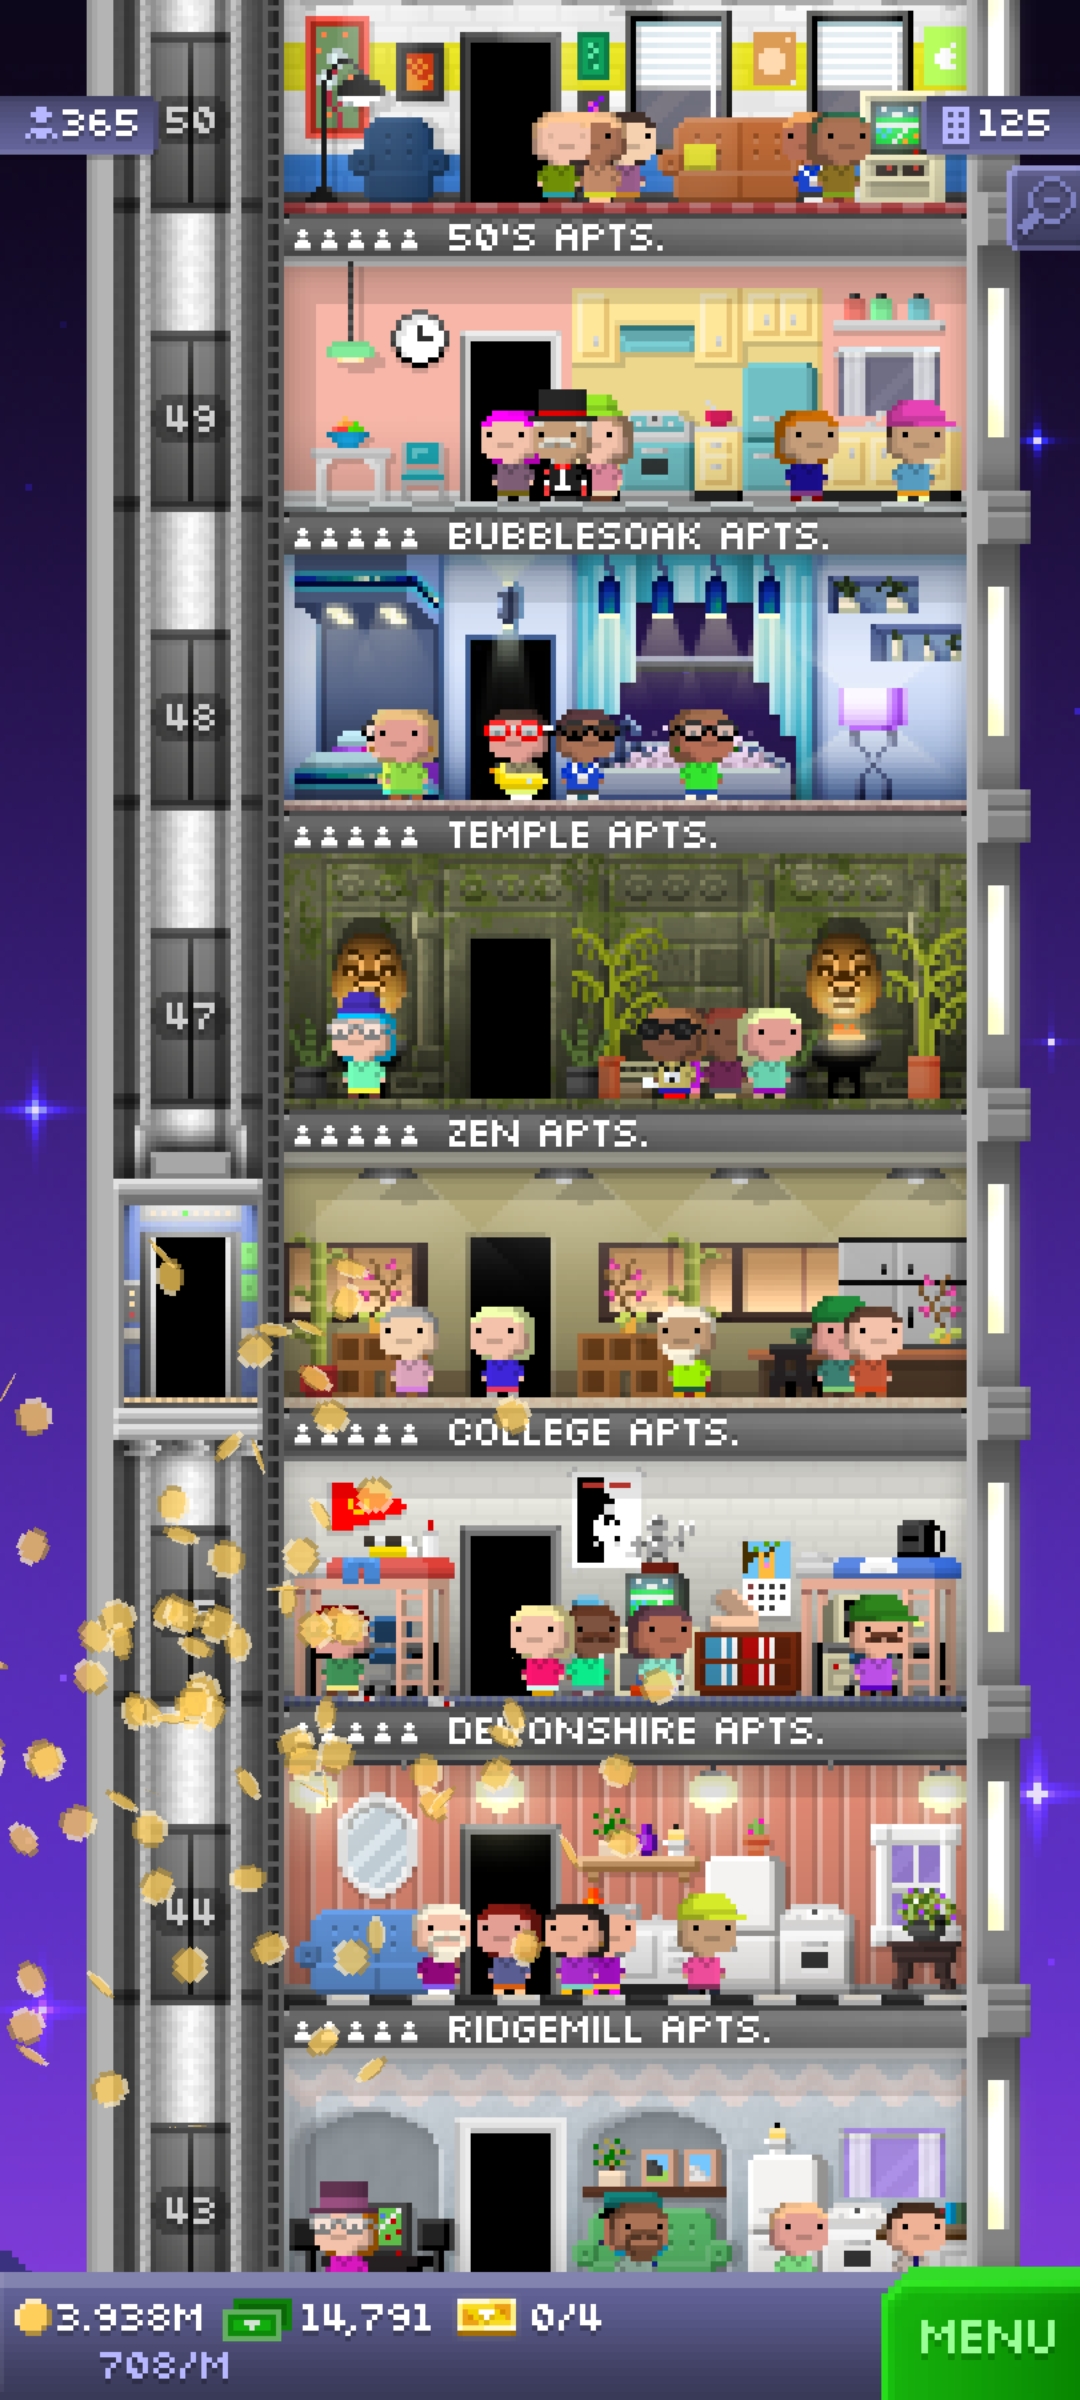 365
50
125
50'S APTS.
49
BUBBLESOAK APTS.
48
TEMPLE APTS.
47
ZEN APTS.
COLLEGE APTS.
DEVONSHIRE APTS.
44
RIDGEMILL APTS.
43
3.938M 14,791 0/4
708/M
MENU